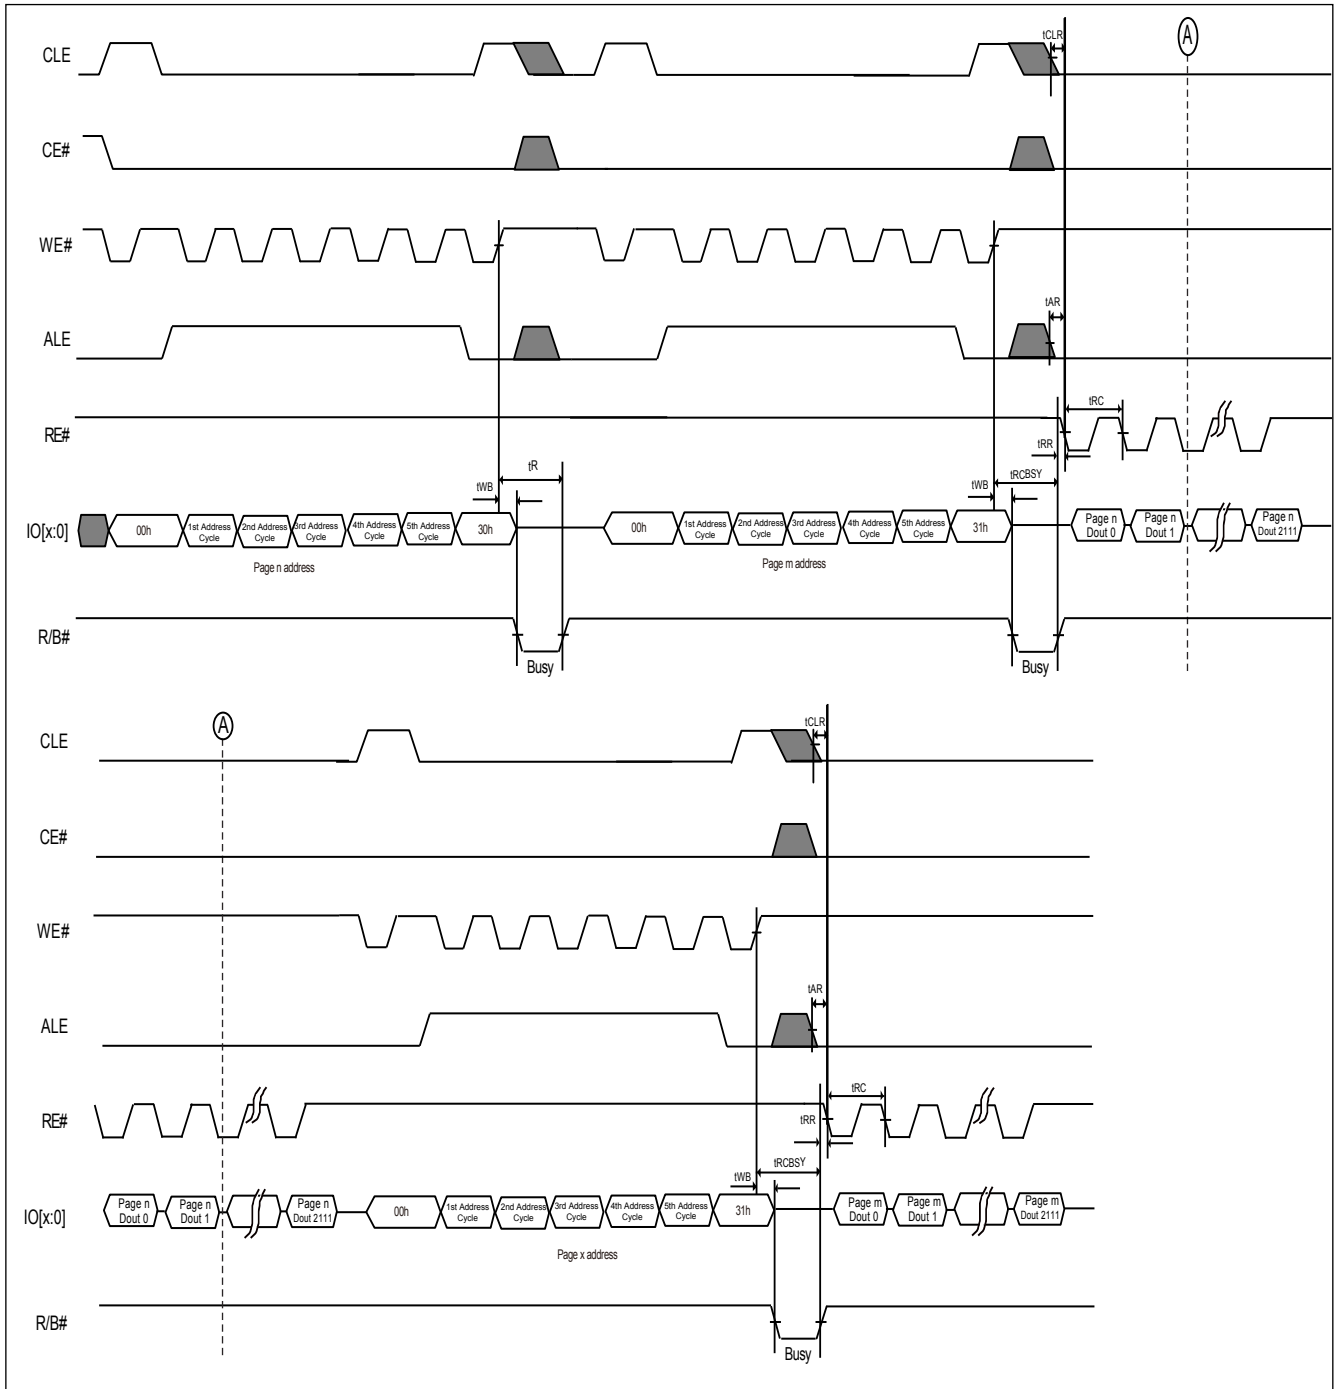 tCLR
A
CLE
CE#
WE#
tAR
ALE
tRC
RE#
tRR
tR
tRCBSY
tWB
tWB
IO[x:0]
00h
1st Address Cycle
2nd Address Cycle
3rd Address Cycle
4th Address Cycle
5th Address Cycle
30h
00h
1st Address Cycle
2nd Address Cycle
3rd Address Cycle
4th Address Cycle
5th Address Cycle
31h
Page n Dout 0
Page n Dout 1
Page n Dout 2111
Page n address
Page m address
R/B#
Busy
Busy
A
tCLR
CLE
CE#
WE#
tAR
ALE
tRC
RE#
tRR
tRCBSY
tWB
IO[x:0]
Page n Dout 0
Page n Dout 1
Page n Dout 2111
00h
1st Address Cycle
2nd Address Cycle
3rd Address Cycle
4th Address Cycle
5th Address Cycle
31h
Page m Dout 0
Page m Dout 1
Page m Dout 2111
Page x address
R/B#
Busy